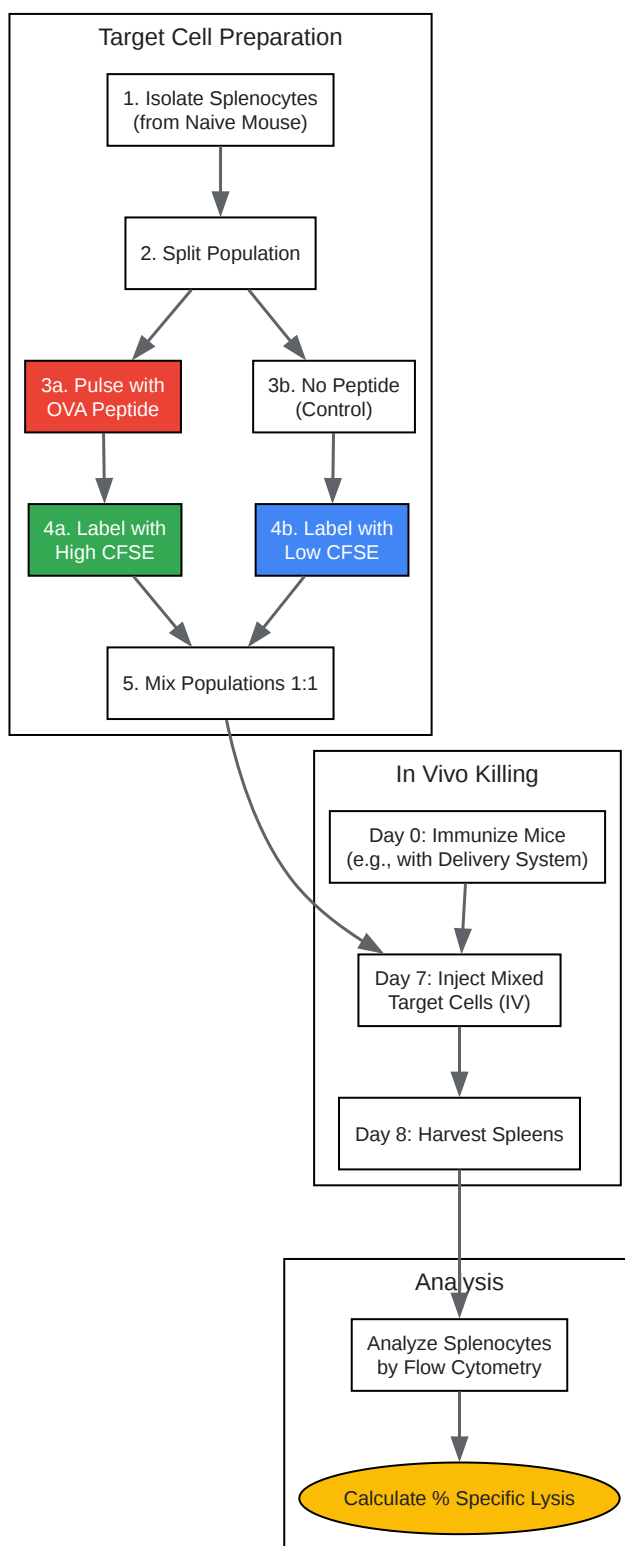 Target Cell Preparation
1. Isolate Splenocytes
(from Naive Mouse)
2. Split Population
3a. Pulse with
OVA Peptide
3b. No Peptide
(Control)
4a. Label with
High CFSE
4b. Label with
Low CFSE
5. Mix Populations 1:1
In Vivo Killing
Day 0: Immunize Mice
(e.g., with Delivery System)
Day 7: Inject Mixed
Target Cells (IV)
Day 8: Harvest Spleens
Analysis
Analyze Splenocytes
by Flow Cytometry
Calculate % Specific Lysis